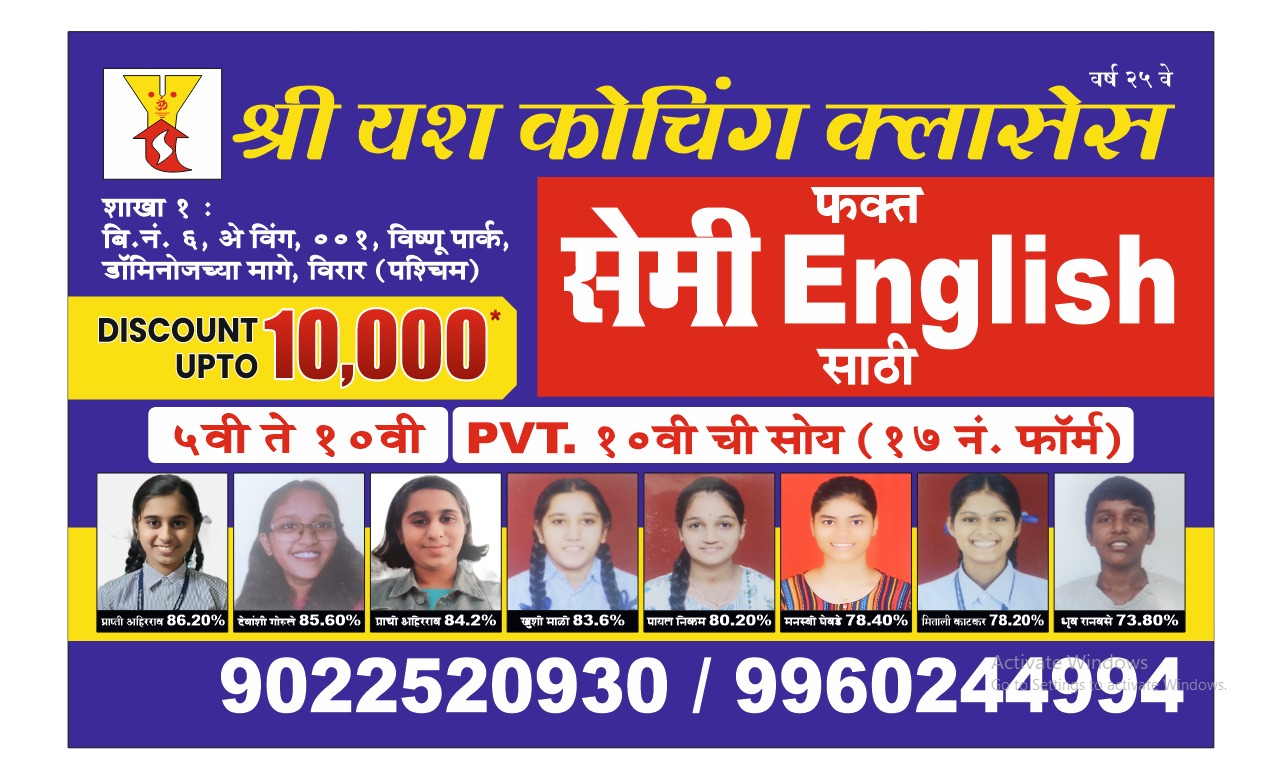 वर्ष २५ वे
श्री यश कोचिंग क्लासेस
ॐ
शाखा १ :
बि.नं. ६, अे विंग, ००१, विष्णू पार्क,
डॉमिनोजच्या मागे, विरार (पश्चिम)
DISCOUNT
UPTO 10,000*
फक्त
सेमी English
साठी
५वी ते १०वी
PVT. १०वी ची सोय (१७ नं. फॉर्म)
प्राप्ती अहिरराव 86.20%
देवांशी गोरुले 85.60%
प्राची अहिरराव 84.2%
खुशी माळी 83.6%
पायल निकम 80.20%
मनस्वी घेवडे 78.40%
मिताली काटकर 78.20%
धृव रानवसे 73.80%
9022520930 / 9960244994
Activate Windows
Go to Settings to activate Windows.